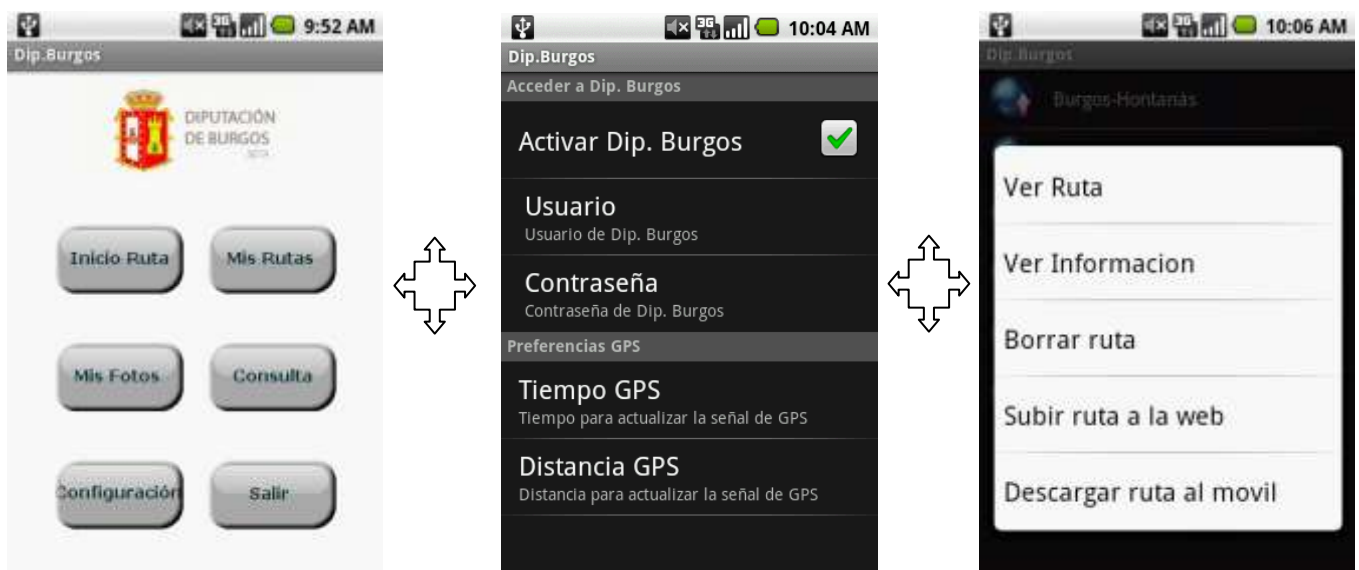 9:52 AM
Dip.Burgos
DIPUTACIÓN
DE BURGOS
Inicio Ruta
Mis Rutas
Mis Fotos
Consulta
Configuración
Salir
3G
10:04 AM
Dip.Burgos
Acceder a Dip. Burgos
Activar Dip. Burgos
Usuario
Usuario de Dip. Burgos
Contraseña
Contraseña de Dip. Burgos
Preferencias GPS
Tiempo GPS
Tiempo para actualizar la señal de GPS
Distancia GPS
Distancia para actualizar la señal de GPS
10:06 AM
Dip.Burgos
Burgos-Hontanás
Ver Ruta
Ver Informacion
Borrar ruta
Subir ruta a la web
Descargar ruta al movil